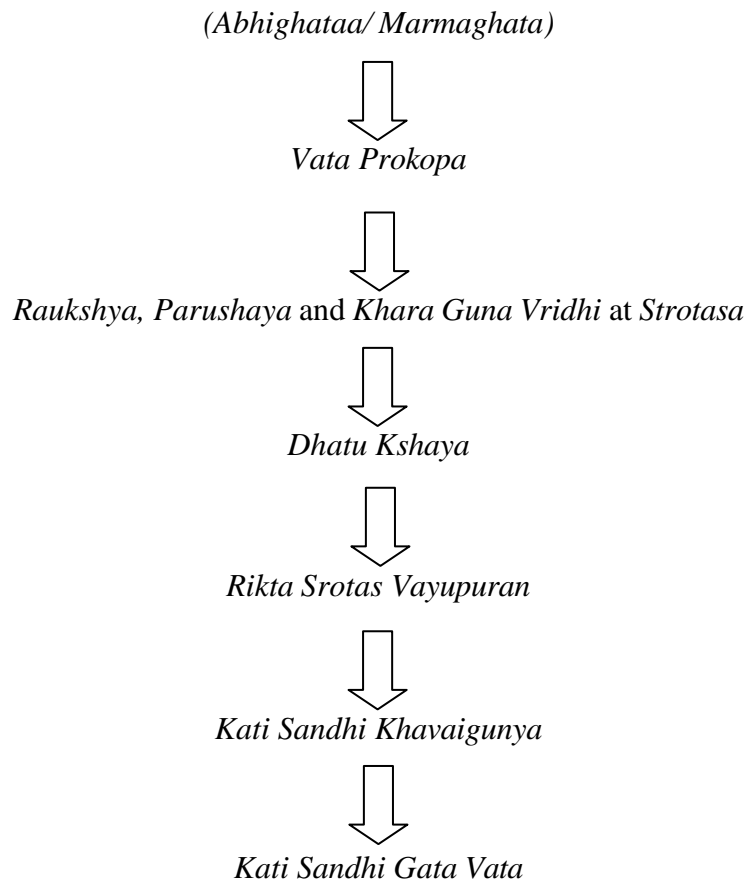 (Abhighataa/ Marmaghata)
Vata Prokopa
Raukshya, Parushaya and Khara Guna Vridhi at Strotasa
Dhatu Kshaya
Rikta Srotas Vayupuran
Kati Sandhi Khavaigunya
Kati Sandhi Gata Vata